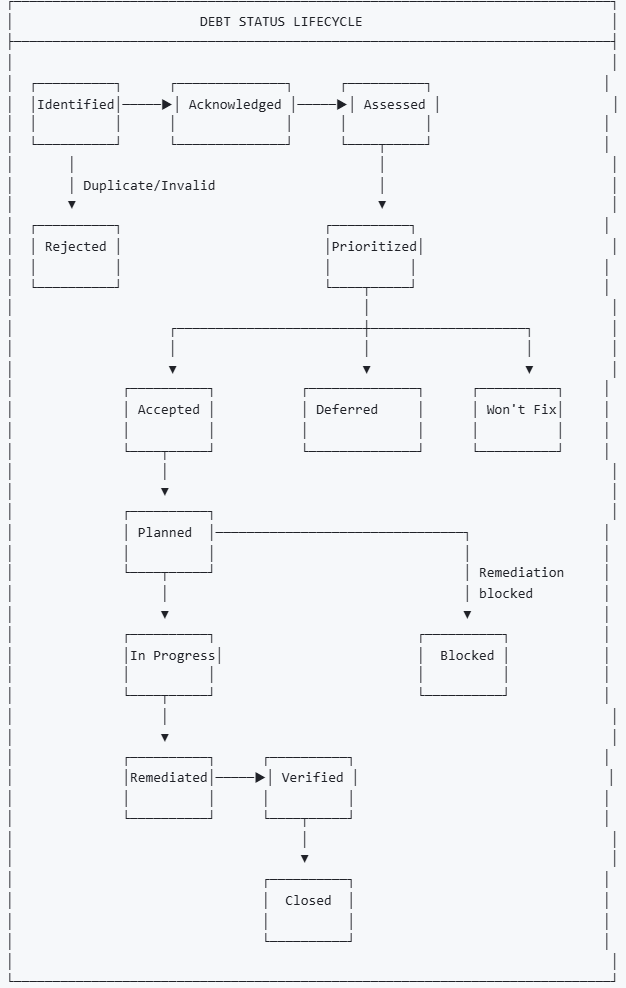 DEBT STATUS LIFECYCLE
Identified Acknowledged Assessed
Duplicate/Invalid
Rejected Prioritized
Accepted Deferred Won't Fix
Planned
Remediation
blocked
In Progress Blocked
Remediated Verified
Closed